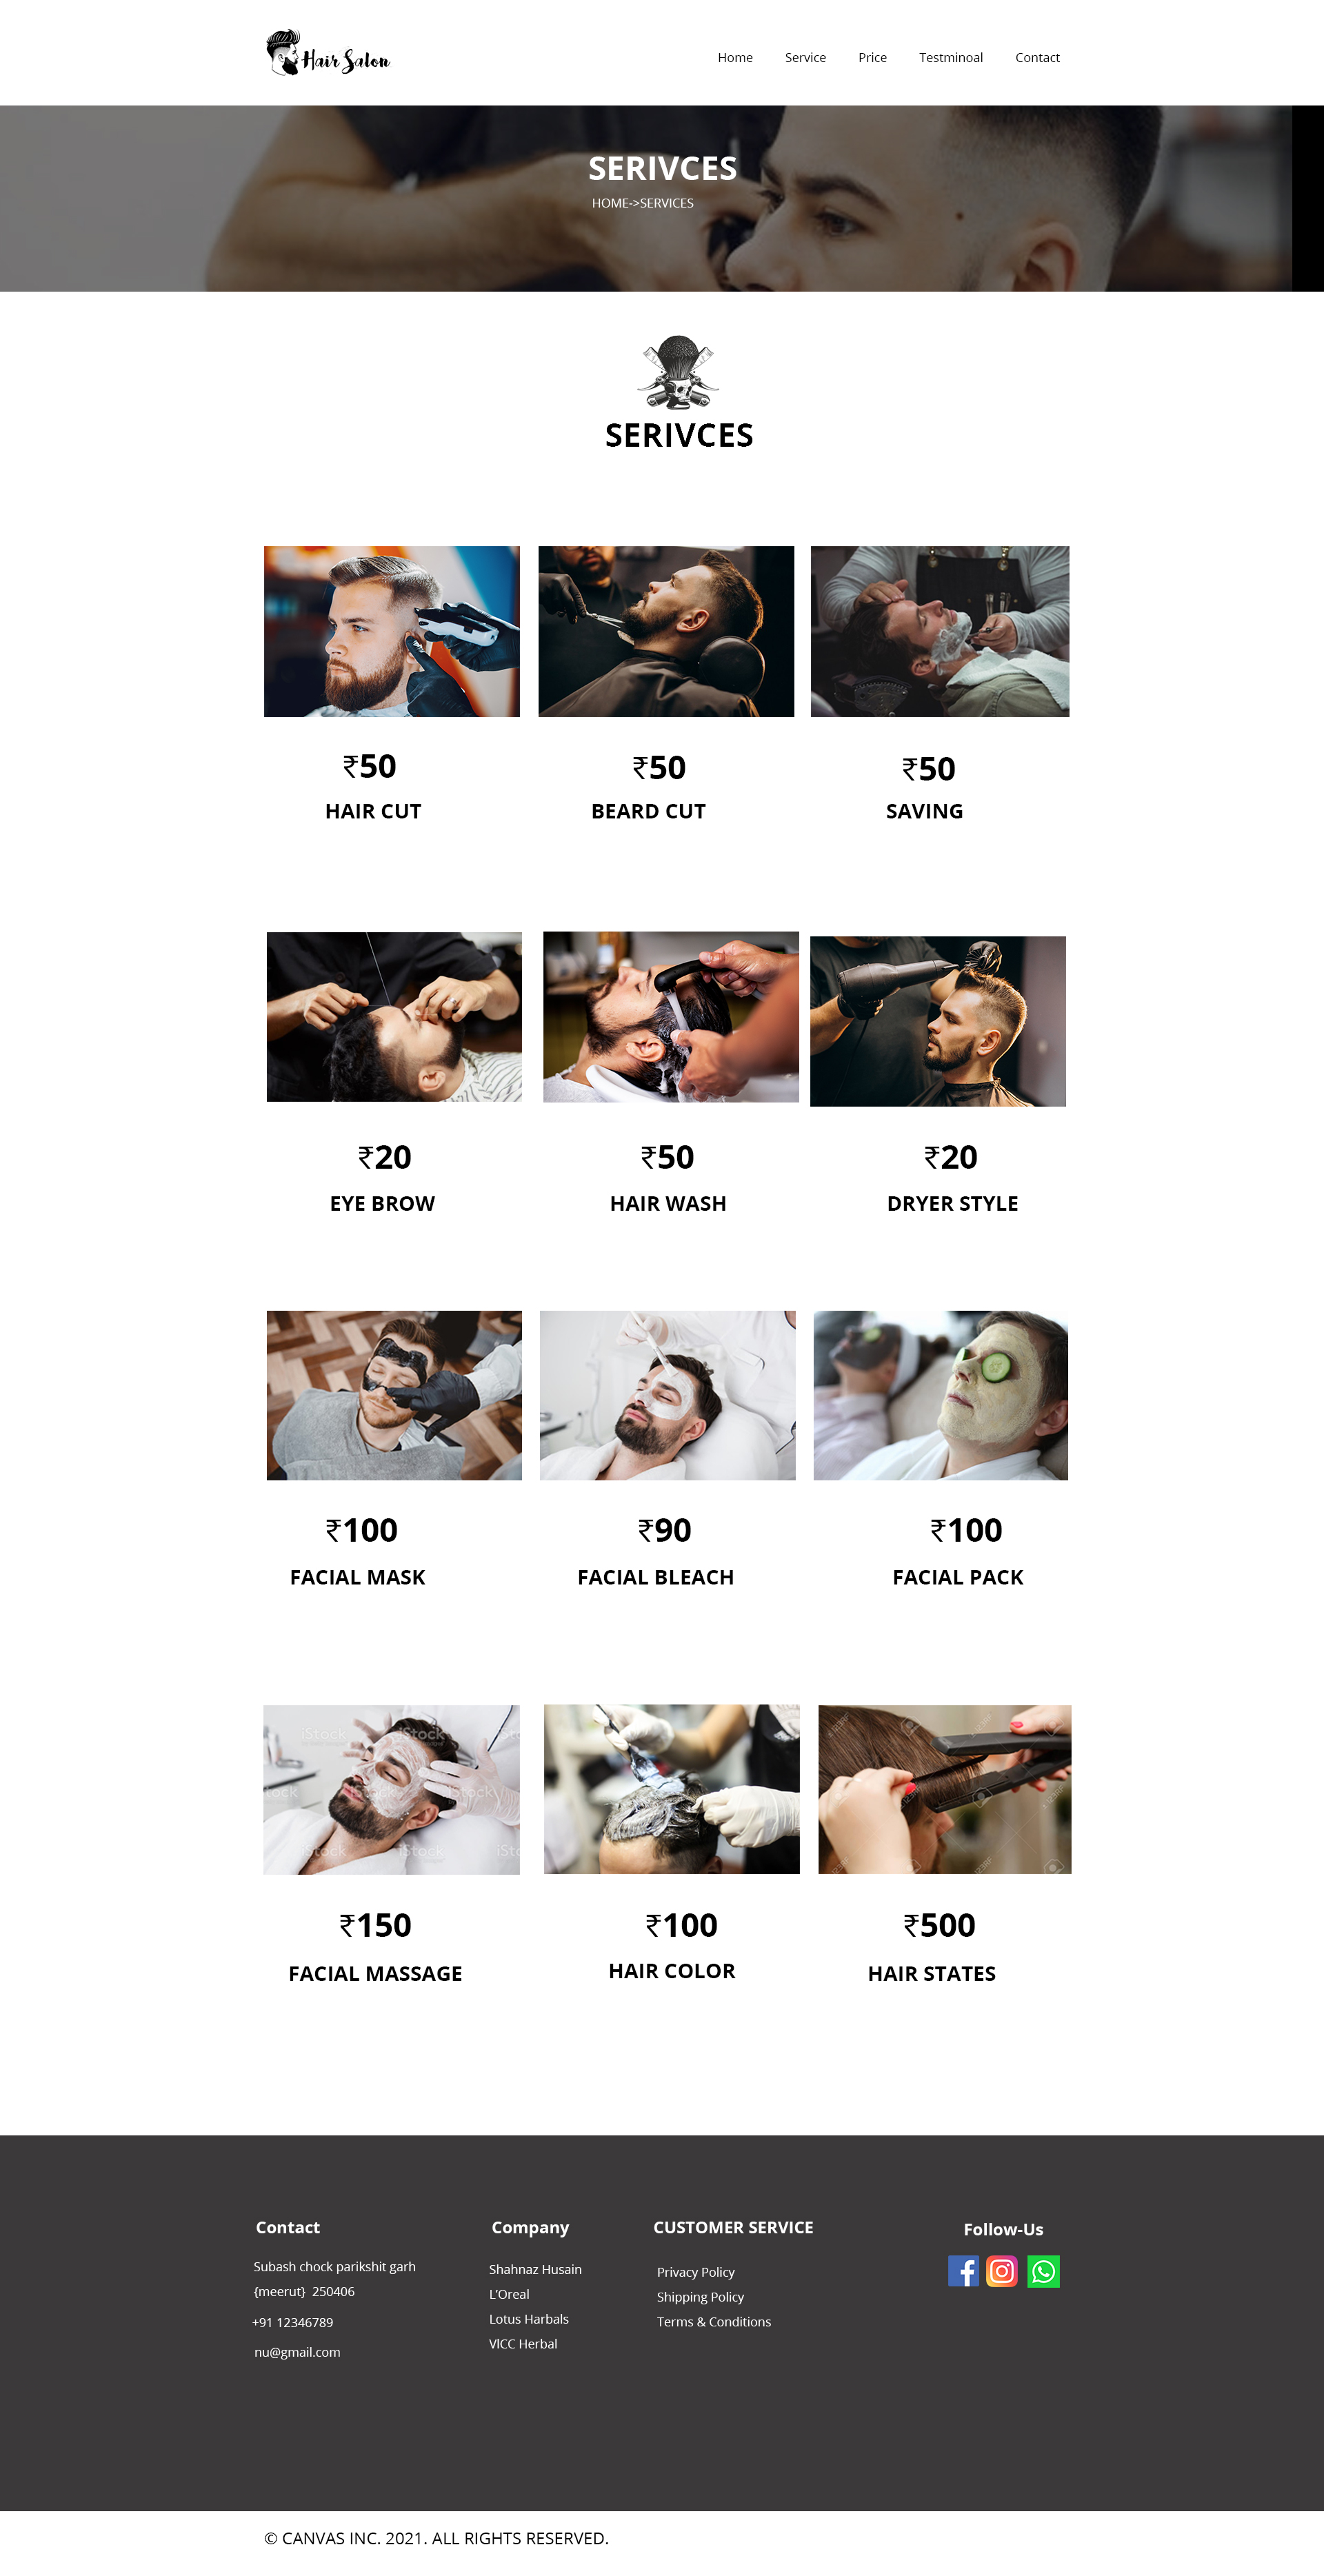 Hair Salon
Home Service Price Testminoal Contact
SERIVCES
HOME->SERVICES
SERIVCES
₹50 ₹50 ₹50
HAIR CUT BEARD CUT SAVING
₹20 ₹50 ₹20
EYE BROW HAIR WASH DRYER STYLE
₹100 ₹90 ₹100
FACIAL MASK FACIAL BLEACH FACIAL PACK
iStock iStock iStock
₹150 ₹100 ₹500
FACIAL MASSAGE HAIR COLOR HAIR STATES
Contact
Subash chock parikshit garh
{meerut} 250406
+91 12346789
nu@gmail.com
Company
Shahnaz Husain
L’Oreal
Lotus Harbals
VlCC Herbal
CUSTOMER SERVICE
Privacy Policy
Shipping Policy
Terms & Conditions
Follow-Us
© CANVAS INC. 2021. ALL RIGHTS RESERVED.